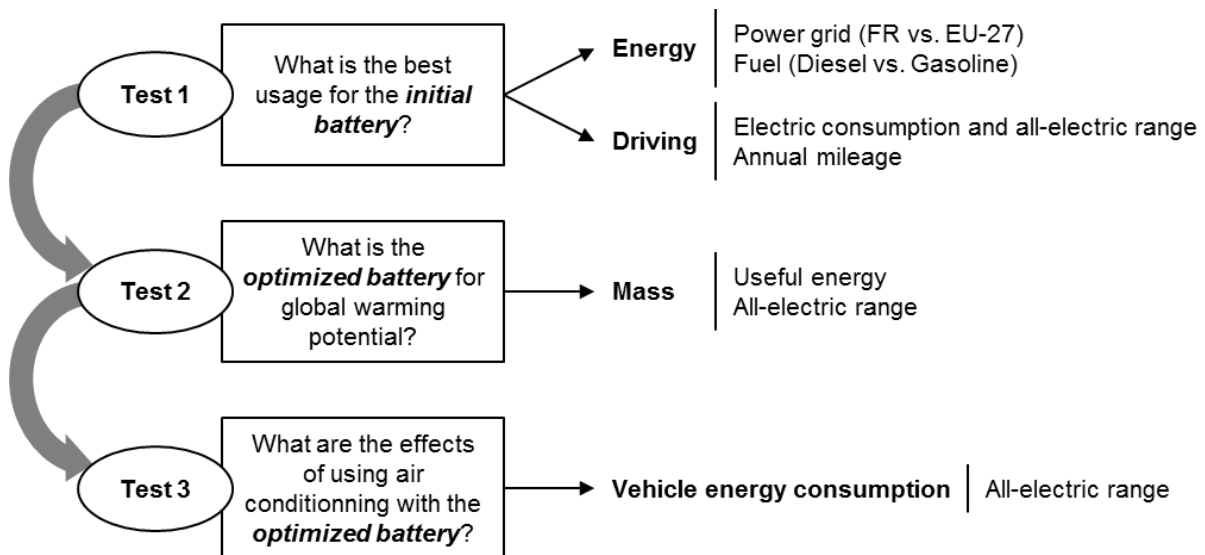 Test 1
What is the best
usage for the initial
battery?
Energy
Power grid (FR vs. EU-27)
Fuel (Diesel vs. Gasoline)
Driving
Electric consumption and all-electric range
Annual mileage
Test 2
What is the
optimized battery for
global warming
potential?
Mass
Useful energy
All-electric range
Test 3
What are the effects
of using air
conditionning with the
optimized battery?
Vehicle energy consumption
All-electric range